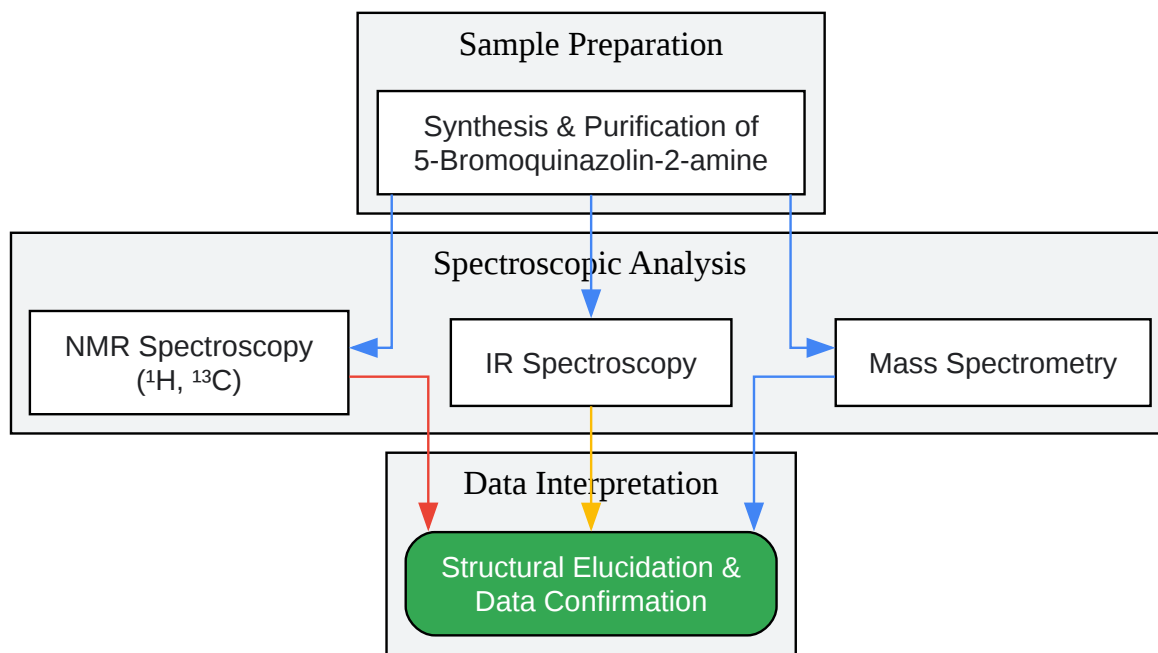 Sample Preparation
Synthesis & Purification of
5-Bromoquinazolin-2-amine
Spectroscopic Analysis
NMR Spectroscopy
(¹H, ¹³C)
IR Spectroscopy
Mass Spectrometry
Data Interpretation
Structural Elucidation &
Data Confirmation